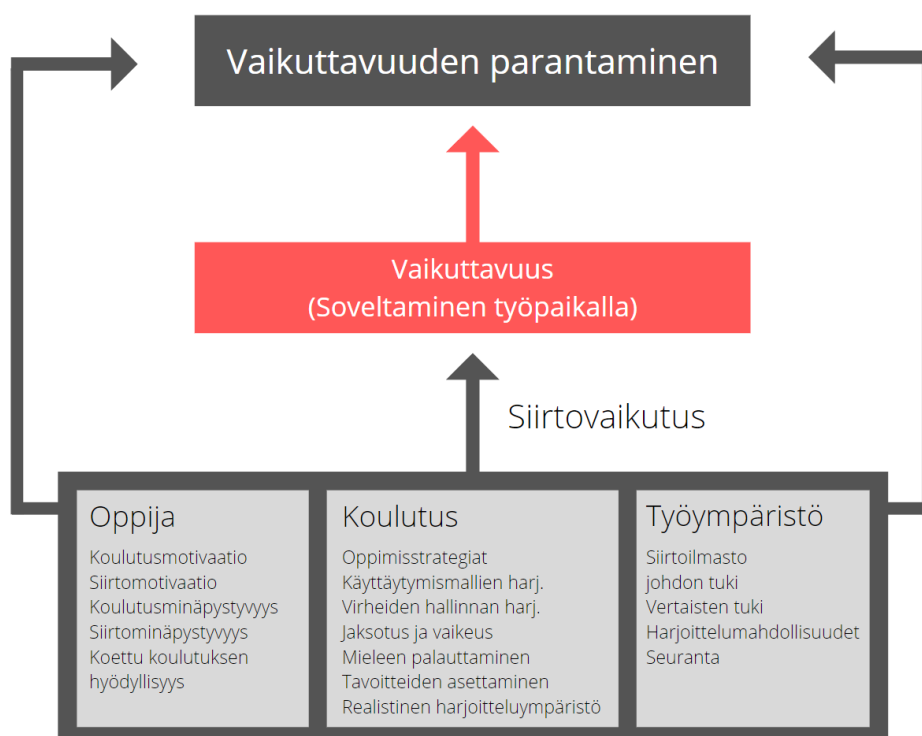 Vaikuttavuuden parantaminen
Vaikuttavuus
(Soveltaminen työpaikalla)
Siirtovaikutus
Oppija
Koulutusmotivaatio
Siirtomotivaatio
Koulutusminäpystyvyys
Siirtominäpystyvyys
Koettu koulutuksen
hyödyllisyys
Koulutus
Oppimisstrategiat
Käyttäytymismallien harj.
Virheiden hallinnan harj.
Jaksotus ja vaikeus
Mieleen palauttaminen
Tavoitteiden asettaminen
Realistinen harjoitteluympäristö
Työympäristö
Siirtoilmasto
johdon tuki
Vertaisten tuki
Harjoittelumahdollisuudet
Seuranta